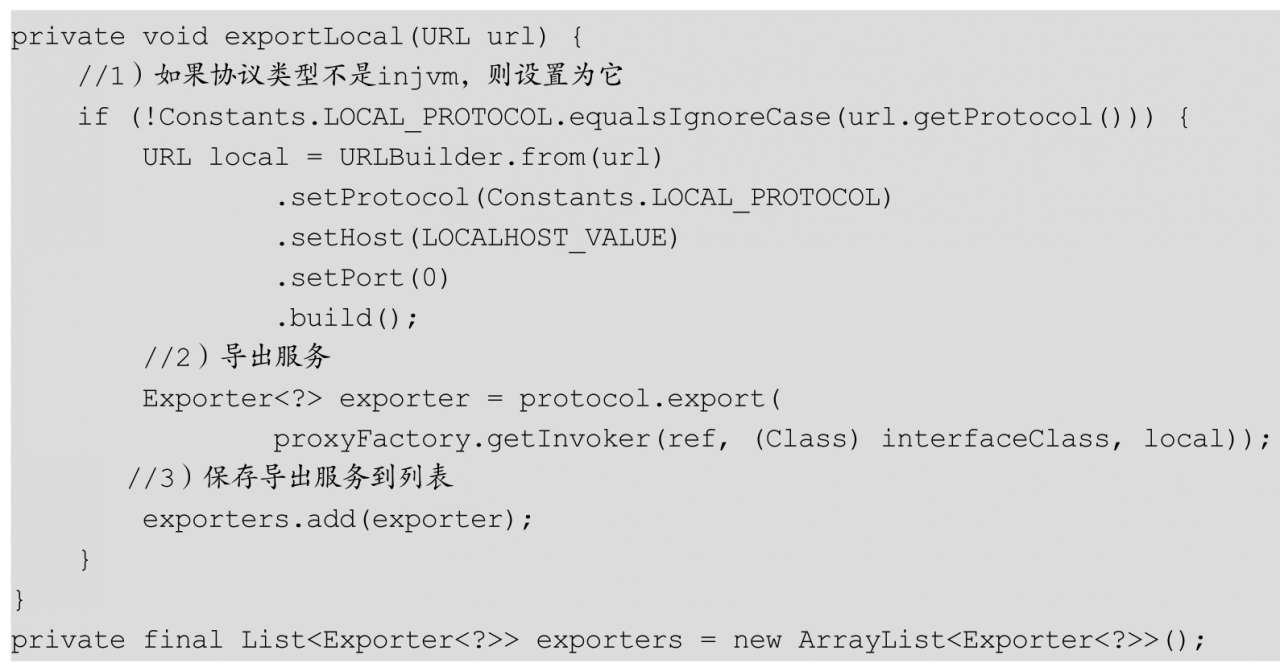 private void exportLocal(URL url) {
    //1）如果协议类型不是injvm，则设置为它
    if (!Constants.LOCAL_PROTOCOL.equalsIgnoreCase(url.getProtocol())) {
        URL local = URLBuilder.from(url)
                .setProtocol(Constants.LOCAL_PROTOCOL)
                .setHost(LOCALHOST_VALUE)
                .setPort(0)
                .build();
        //2）导出服务
        Exporter<?> exporter = protocol.export(
                proxyFactory.getInvoker(ref, (Class) interfaceClass, local));
       //3）保存导出服务到列表
        exporters.add(exporter);
    }
}
private final List<Exporter<?>> exporters = new ArrayList<Exporter<?>>();